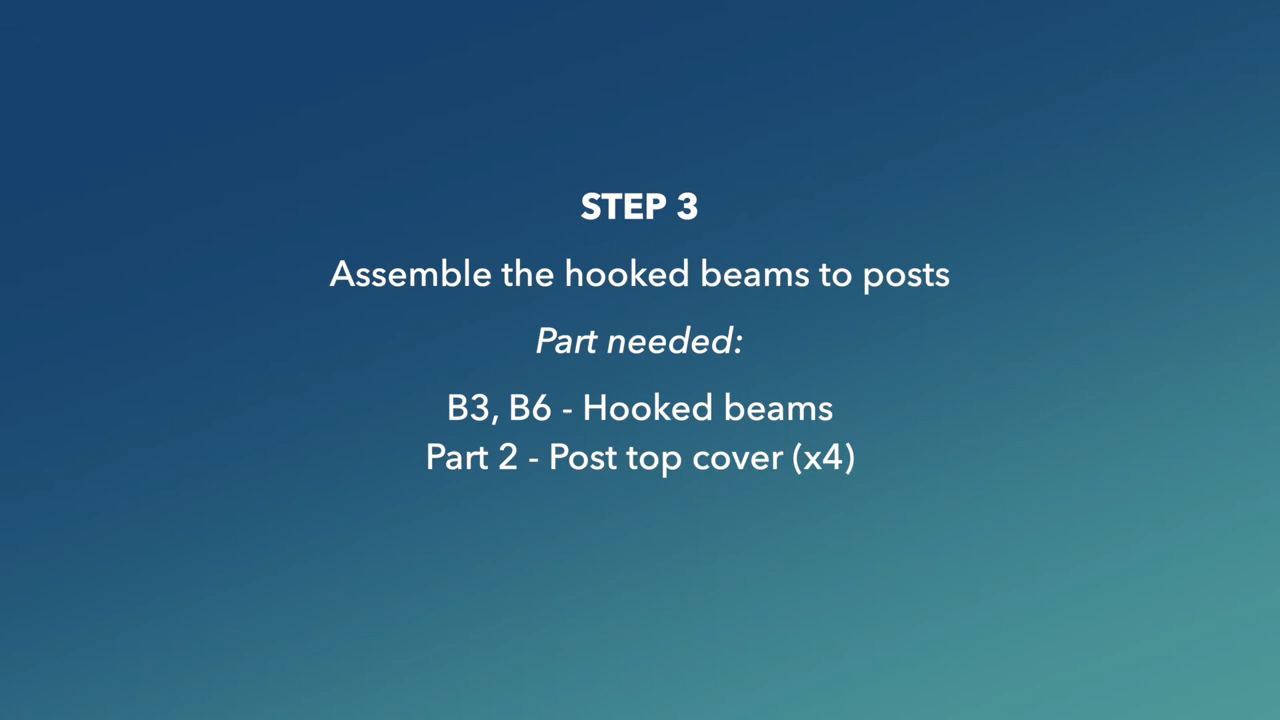 STEP 3
Assemble the hooked beams to posts
Part needed:
B3, B6 - Hooked beams
Part 2 - Post top cover (x4)